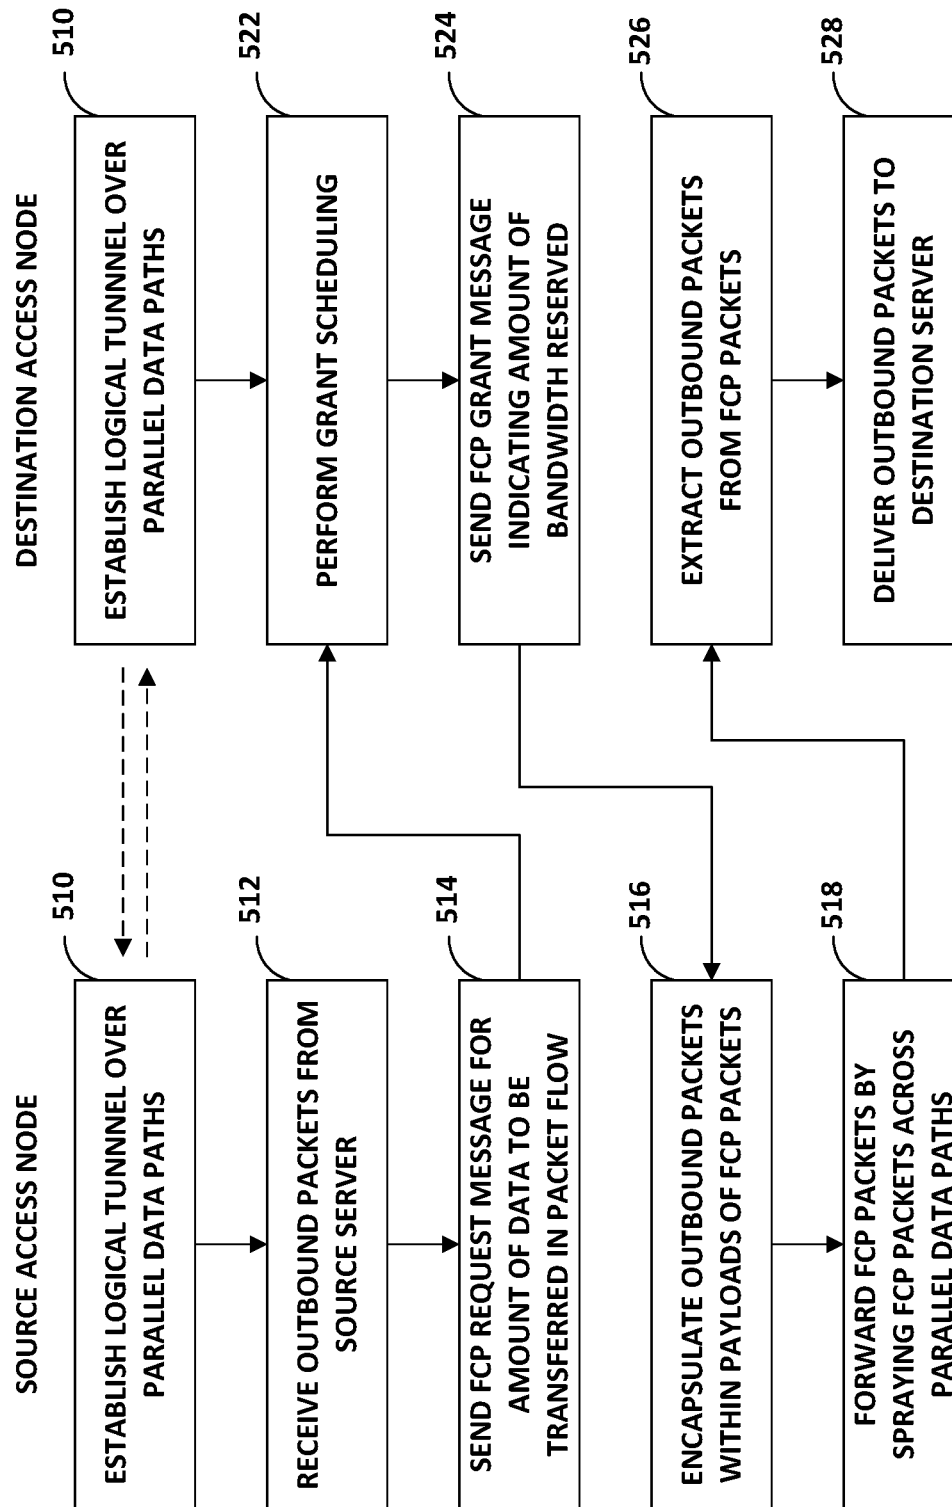 SOURCE ACCESS NODE
510
ESTABLISH LOGICAL TUNNNEL OVER
PARALLEL DATA PATHS
512
RECEIVE OUTBOUND PACKETS FROM
SOURCE SERVER
514
SEND FCP REQUEST MESSAGE FOR
AMOUNT OF DATA TO BE
TRANSFERRED IN PACKET FLOW
516
ENCAPSULATE OUTBOUND PACKETS
WITHIN PAYLOADS OF FCP PACKETS
518
FORWARD FCP PACKETS BY
SPRAYING FCP PACKETS ACROSS
PARALLEL DATA PATHS
DESTINATION ACCESS NODE
510
ESTABLISH LOGICAL TUNNNEL OVER
PARALLEL DATA PATHS
522
PERFORM GRANT SCHEDULING
524
SEND FCP GRANT MESSAGE
INDICATING AMOUNT OF
BANDWIDTH RESERVED
526
EXTRACT OUTBOUND PACKETS
FROM FCP PACKETS
528
DELIVER OUTBOUND PACKETS TO
DESTINATION SERVER